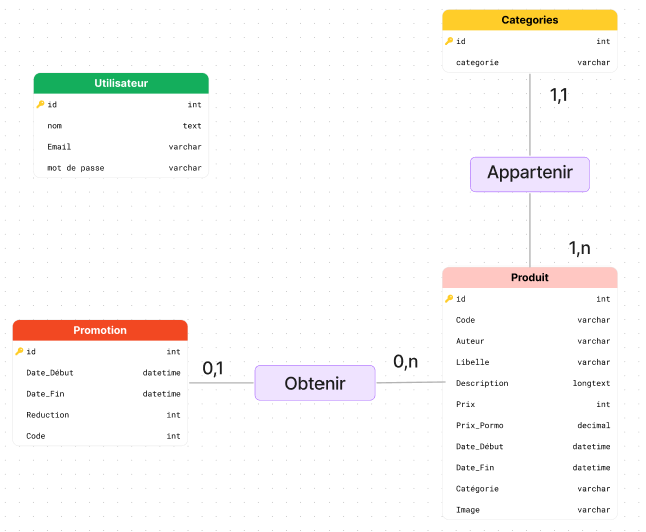 Categories
id int
categorie varchar
1,1
Appartenir
1,n
Utilisateur
id int
nom text
Email varchar
mot de passe varchar
Produit
id int
Code varchar
Auteur varchar
Libelle varchar
Description longtext
Prix int
Prix_Pormo decimal
Date_Début datetime
Date_Fin datetime
Catégorie varchar
Image varchar
Promotion
id int
Date_Début datetime
Date_Fin datetime
Reduction int
Code int
0,1
Obtenir
0,n